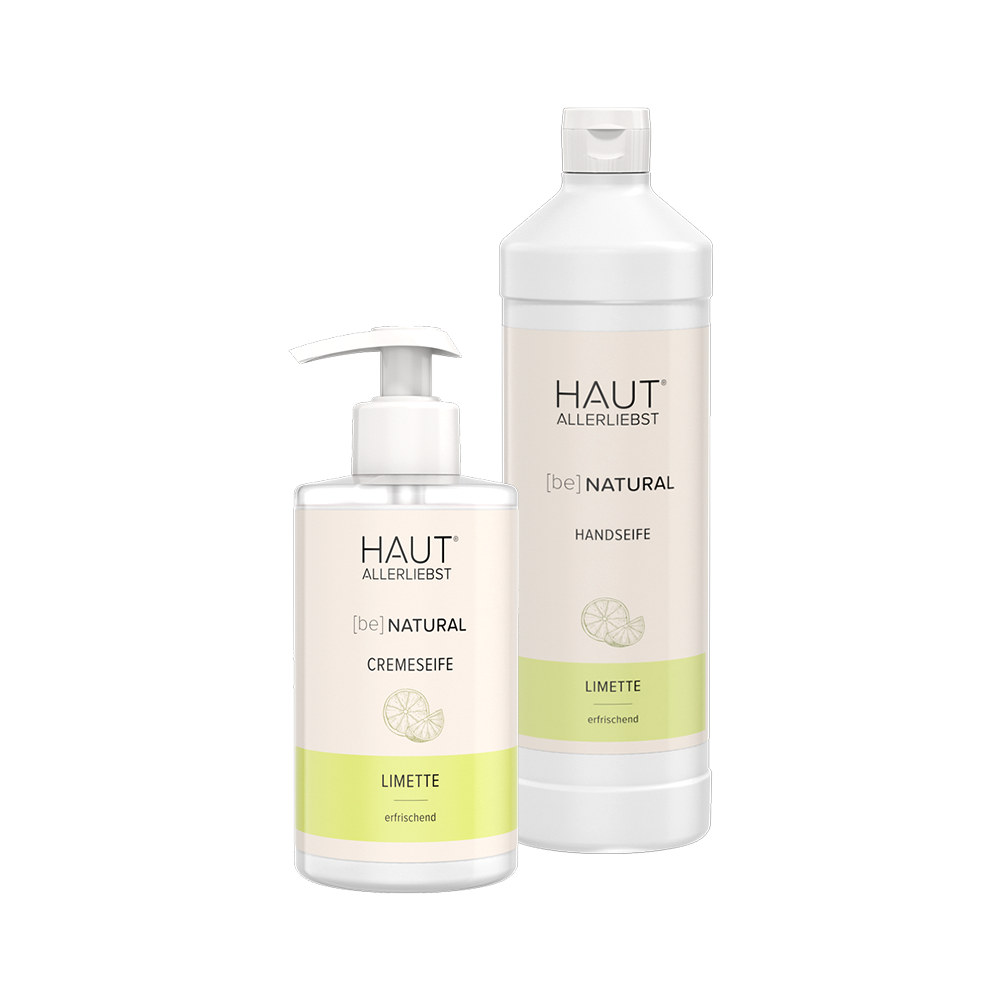 HAUT®
ALLERLIEBST
[be] NATURAL
CREMESEIFE
LIMETTE
erfrischend
HAUT®
ALLERLIEBST
[be] NATURAL
HANDSEIFE
LIMETTE
erfrischend